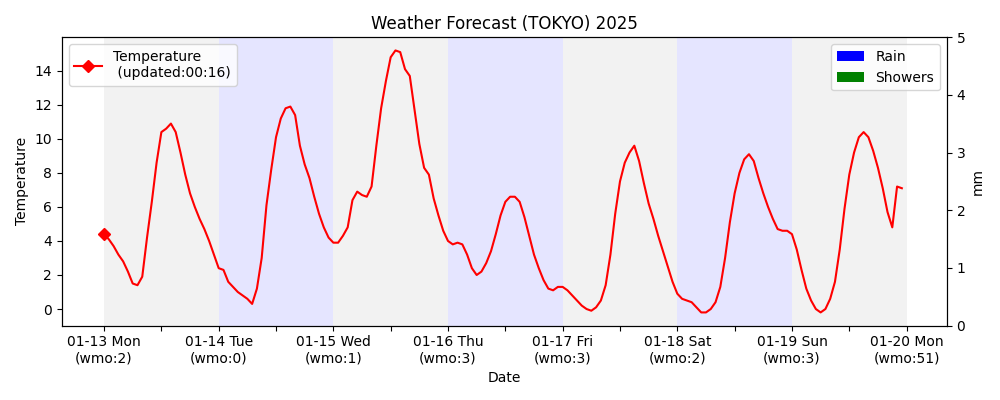 Weather Forecast (TOKYO) 2025
Temperature
(updated:00:16)
Rain
Showers
Temperature
14
12
10
8
6
4
2
0
5
4
3
2
1
0
mm
01-13 Mon
(wmo:2)
01-14 Tue
(wmo:0)
01-15 Wed
(wmo:1)
01-16 Thu
(wmo:3)
01-17 Fri
(wmo:3)
01-18 Sat
(wmo:2)
01-19 Sun
(wmo:3)
01-20 Mon
(wmo:51)
Date